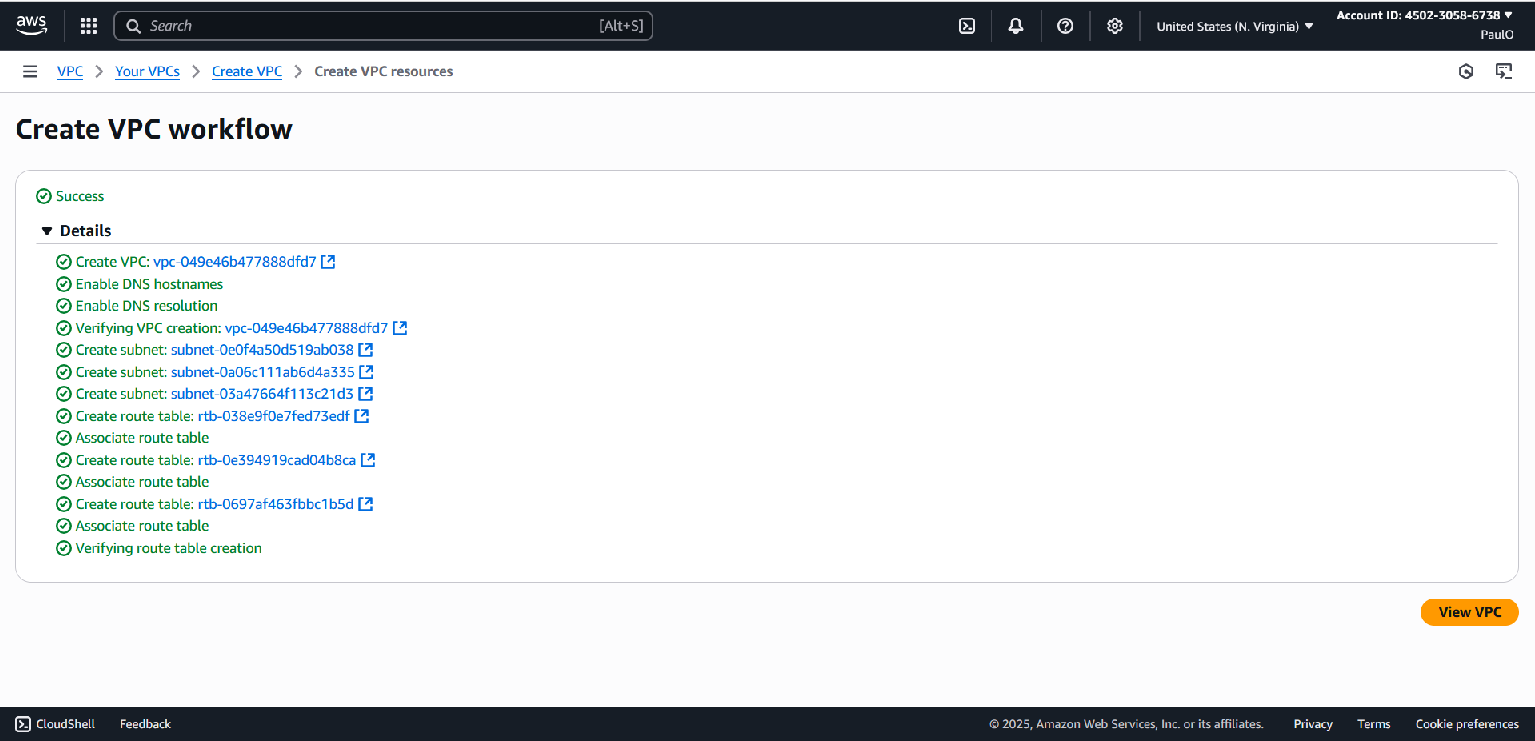 aws
Search [Alt+S]
United States (N. Virginia)
Account ID: 4502-3058-6738
PaulO
VPC > Your VPCs > Create VPC > Create VPC resources
Create VPC workflow
Success
Details
Create VPC: vpc-049e46b477888dfd7
Enable DNS hostnames
Enable DNS resolution
Verifying VPC creation: vpc-049e46b477888dfd7
Create subnet: subnet-0e0f4a50d519ab038
Create subnet: subnet-0a06c111ab6d4a335
Create subnet: subnet-03a47664f113c21d3
Create route table: rtb-038e9f0e7fed73edf
Associate route table
Create route table: rtb-0e394919cad04b8ca
Associate route table
Create route table: rtb-0697af463fbbc1b5d
Associate route table
Verifying route table creation
View VPC
CloudShell Feedback © 2025, Amazon Web Services, Inc. or its affiliates. Privacy Terms Cookie preferences